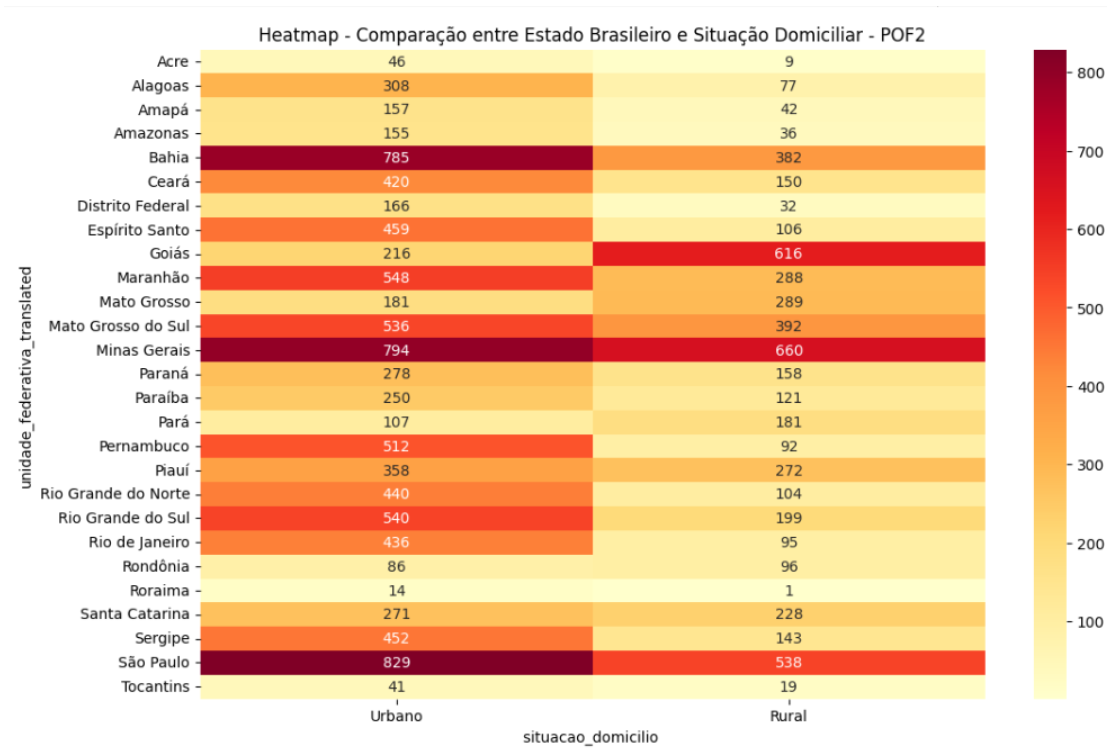 Heatmap - Comparação entre Estado Brasileiro e Situação Domiciliar - POF2
unidade_federativa_translated
Acre 46 9
Alagoas 308 77
Amapá 157 42
Amazonas 155 36
Bahia 785 382
Ceará 420 150
Distrito Federal 166 32
Espírito Santo 459 106
Goiás 216 616
Maranhão 548 288
Mato Grosso 181 289
Mato Grosso do Sul 536 392
Minas Gerais 794 660
Paraná 278 158
Paraíba 250 121
Pará 107 181
Pernambuco 512 92
Piauí 358 272
Rio Grande do Norte 440 104
Rio Grande do Sul 540 199
Rio de Janeiro 436 95
Rondônia 86 96
Roraima 14 1
Santa Catarina 271 228
Sergipe 452 143
São Paulo 829 538
Tocantins 41 19
Urbano Rural
situacao_domicilio
800
700
600
500
400
300
200
100